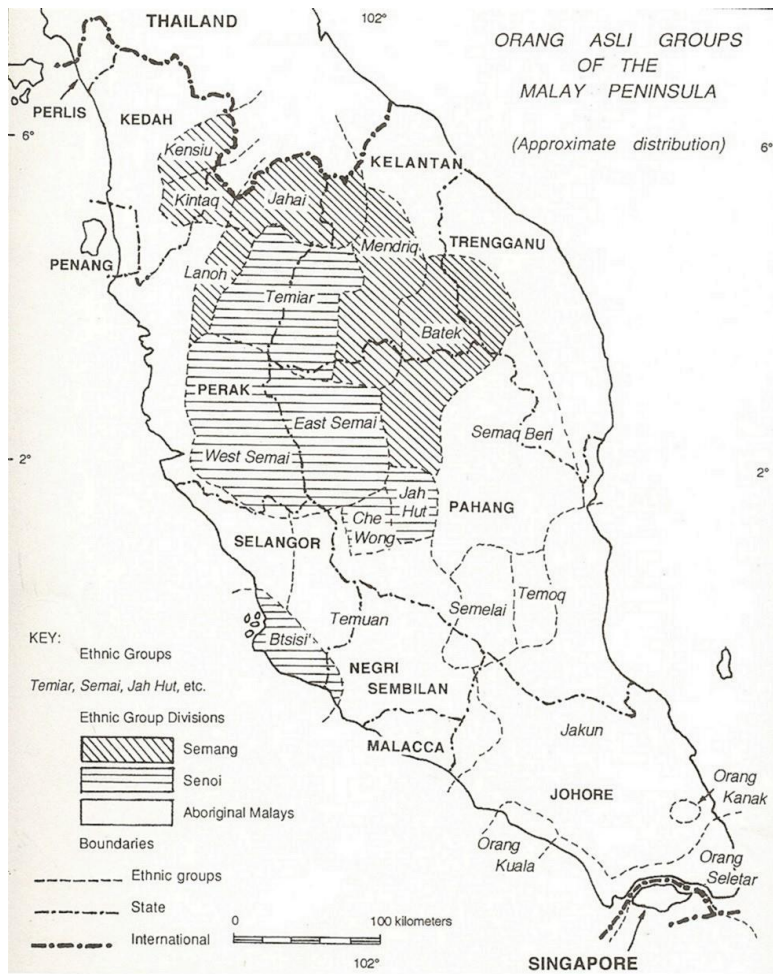 THAILAND
102°
ORANG ASLI GROUPS
OF THE
MALAY PENINSULA
(Approximate distribution)
PERLIS
KEDAH
6°
6°
Kensiu
KELANTAN
Kintaq
Jahai
Mendriq
TRENGGANU
PENANG
Lanoh
Temiar
Batek
PERAK
East Semai
Semaq Beri
West Semai
2°
2°
Jah
Hut
PAHANG
Che
Wong
SELANGOR
Temoq
Semelai
Temuan
Btsisi'
NEGRI
SEMBILAN
MALACCA
Jakun
JOHORE
Orang
Kanak
Orang
Kuala
Orang
Seletar
SINGAPORE
KEY:
Ethnic Groups
Temiar, Semai, Jah Hut, etc.
Ethnic Group Divisions
Semang
Senoi
Aboriginal Malays
Boundaries
Ethnic groups
State
International
0
100 kilometers
102°